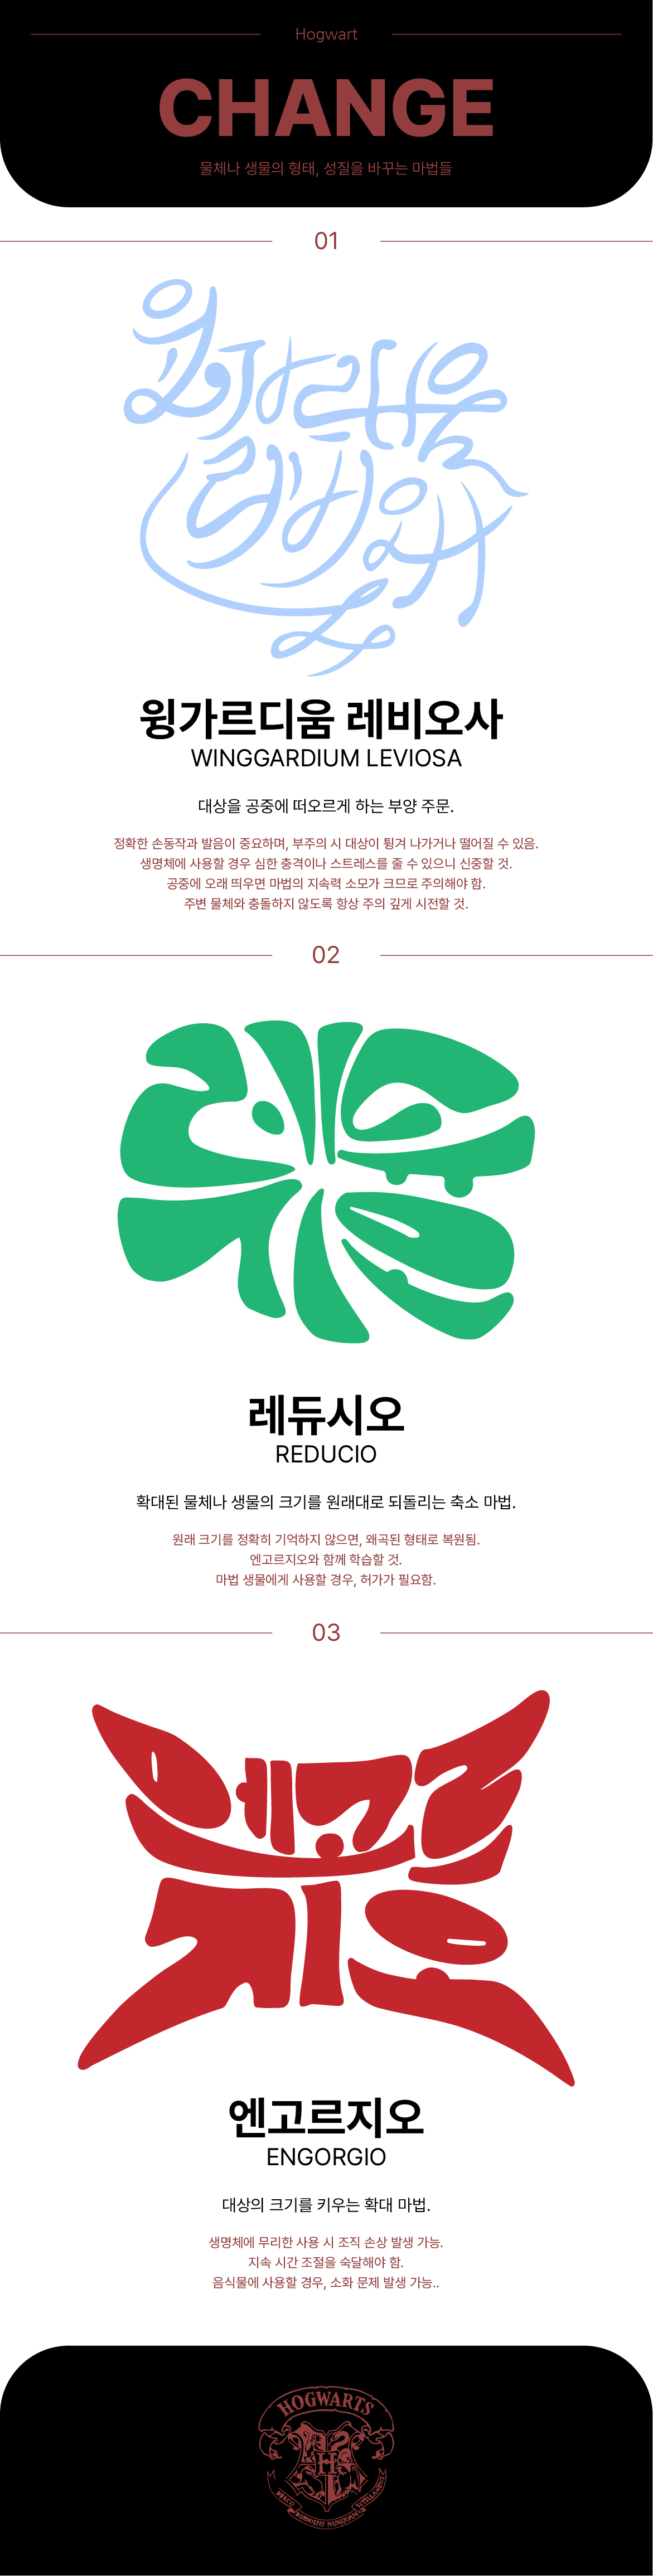 Hogwart
CHANGE
물체나 생물의 형태, 성질을 바꾸는 마법들
01
윙가르디움
레비오사
윙가르디움 레비오사
WINGGARDIUM LEVIOSA
대상을 공중에 떠오르게 하는 부양 주문.
정확한 손동작과 발음이 중요하며, 부주의 시 대상이 튕겨 나가거나 떨어질 수 있음.
생명체에 사용할 경우 심한 충격이나 스트레스를 줄 수 있으니 신중할 것.
공중에 오래 띄우면 마법의 지속력 소모가 크므로 주의해야 함.
주변 물체와 충돌하지 않도록 항상 주의 깊게 시전할 것.
02
레듀
시오
레듀시오
REDUCIO
확대된 물체나 생물의 크기를 원래대로 되돌리는 축소 마법.
원래 크기를 정확히 기억하지 않으면, 왜곡된 형태로 복원됨.
엔고르지오와 함께 학습할 것.
마법 생물에게 사용할 경우, 허가가 필요함.
03
엔고르
지오
엔고르지오
ENGORGIO
대상의 크기를 키우는 확대 마법.
생명체에 무리한 사용 시 조직 손상 발생 가능.
지속 시간 조절을 숙달해야 함.
음식물에 사용할 경우, 소화 문제 발생 가능..
HOGWARTS
H
DRACO DORMIENS NUNQUAM TITILLANDUS